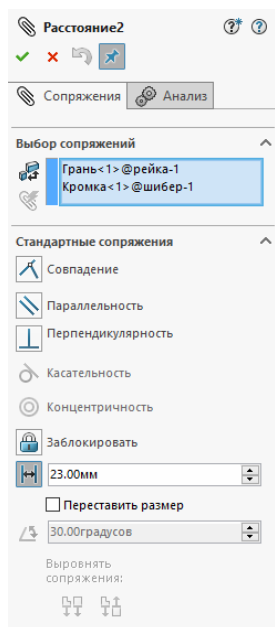 Расстояние2
Сопряжения
Анализ
Выбор сопряжений
Грань<1>@рейка-1
Кромка<1>@шибер-1
Стандартные сопряжения
Совпадение
Параллельность
Перпендикулярность
Касательность
Концентричность
Заблокировать
23.00мм
Переставить размер
30.00градусов
Выровнять
сопряжения: